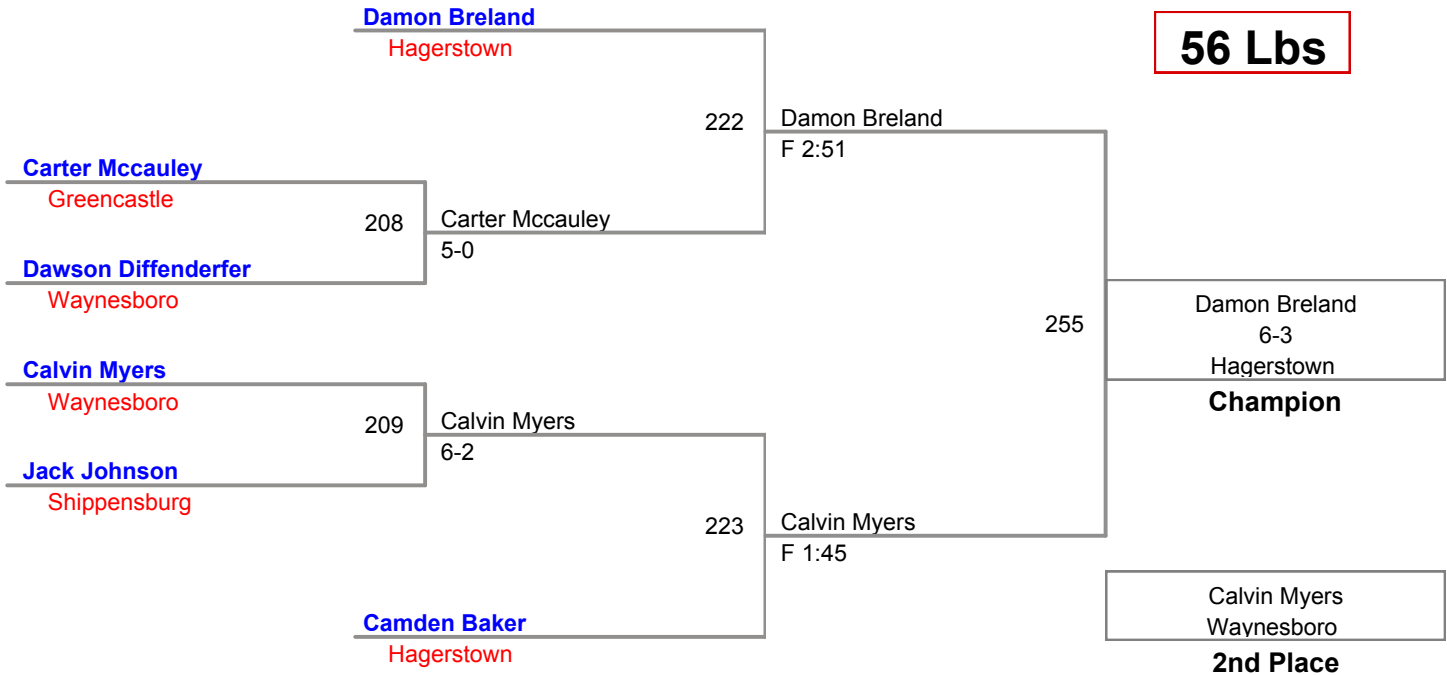 Damon Breland
Hagerstown
56 Lbs
222
Damon Breland
F 2:51
Carter Mccauley
Greencastle
208
Carter Mccauley
5-0
Dawson Diffenderfer
Waynesboro
255
Damon Breland
6-3
Hagerstown
Champion
Calvin Myers
Waynesboro
209
Calvin Myers
6-2
Jack Johnson
Shippensburg
223
Calvin Myers
F 1:45
Camden Baker
Hagerstown
Calvin Myers
Waynesboro
2nd Place